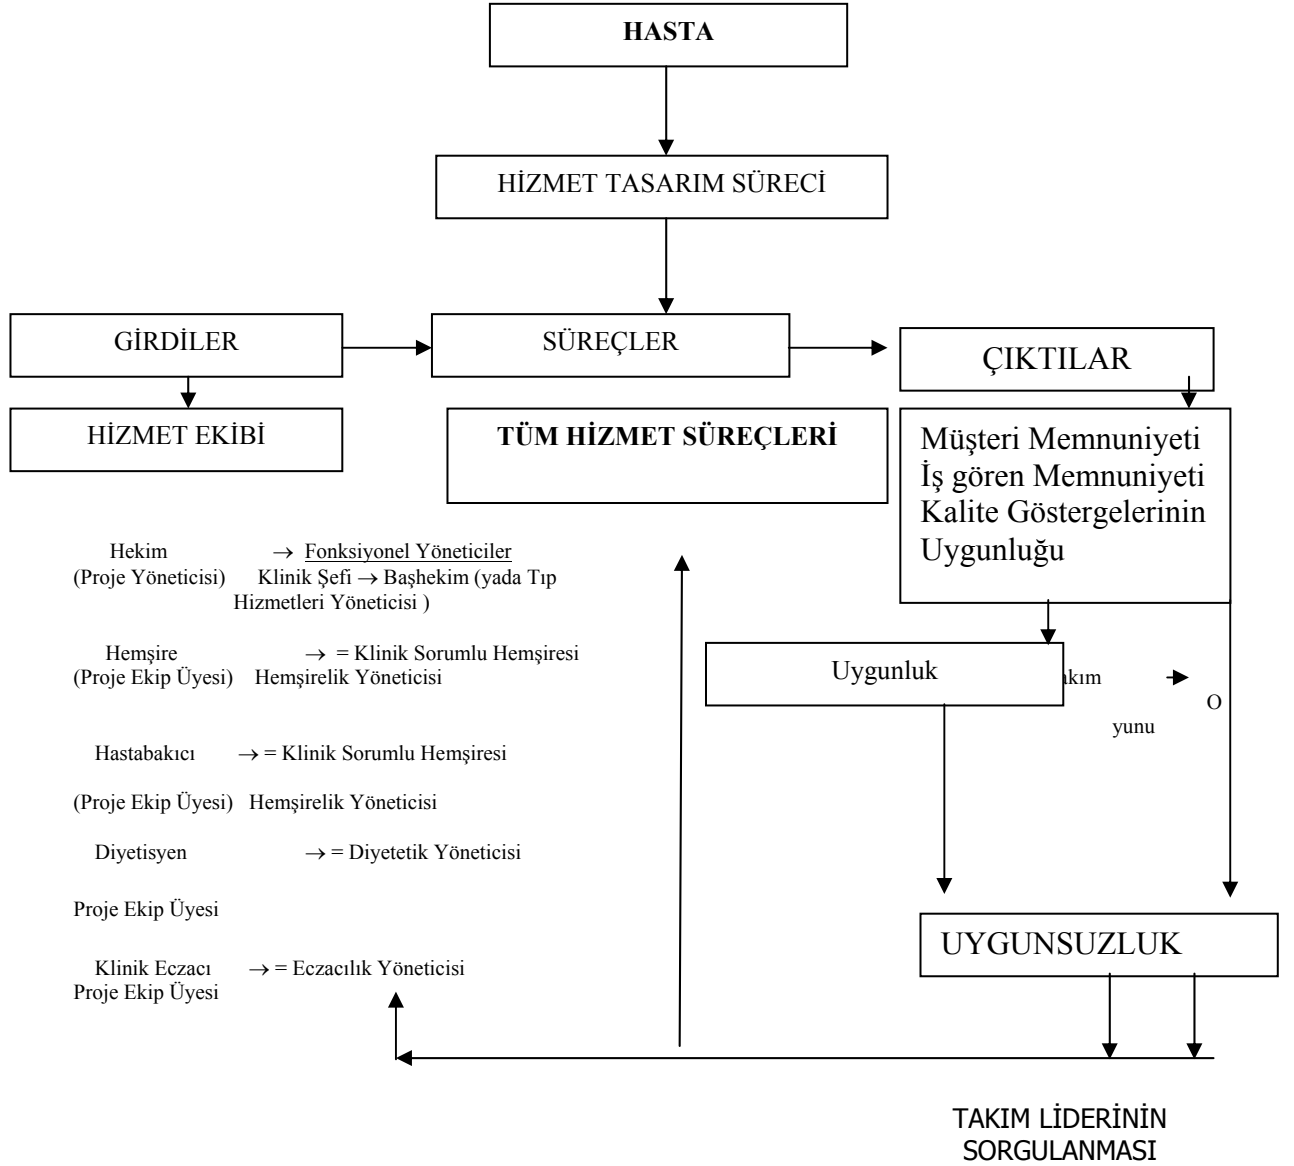 HASTA
HİZMET TASARIM SÜRECİ
GİRDİLER
SÜREÇLER
ÇIKTILAR
HİZMET EKİBİ
TÜM HİZMET SÜREÇLERİ
Müşteri Memnuniyeti
İş gören Memnuniyeti
Kalite Göstergelerinin
Uygunluğu
Hekim → Fonksiyonel Yöneticiler
(Proje Yöneticisi) Klinik Şefi → Başhekim (yada Tıp
Hizmetleri Yöneticisi )
Hemşire → = Klinik Sorumlu Hemşiresi
(Proje Ekip Üyesi) Hemşirelik Yöneticisi
Uygunluk
O
yunu
Hastabakıcı → = Klinik Sorumlu Hemşiresi
(Proje Ekip Üyesi) Hemşirelik Yöneticisi
Diyetisyen → = Diyetetik Yöneticisi
Proje Ekip Üyesi
Klinik Eczacı → = Eczacılık Yöneticisi
Proje Ekip Üyesi
UYGUNSUZLUK
TAKIM LİDERİNİN
SORGULANMASI